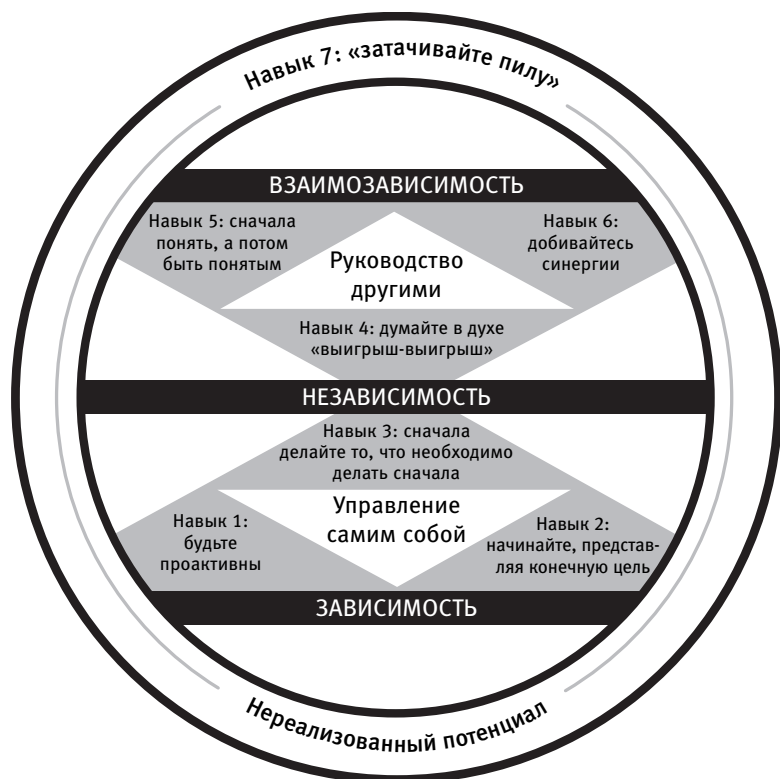 Навык 7: «затачивайте пилу»
ВЗАИМОЗАВИСИМОСТЬ
Навык 5: сначала
понять, а потом
быть понятым
Навык 6:
добивайтесь
синергии
Руководство
другими
Навык 4: думайте в духе
«выигрыш-выигрыш»
НЕЗАВИСИМОСТЬ
Навык 3: сначала
делайте то, что необходимо
делать сначала
Управление
самим собой
Навык 1:
будьте
проактивны
Навык 2:
начинайте, представ-
ляя конечную цель
ЗАВИСИМОСТЬ
Нереализованный потенциал